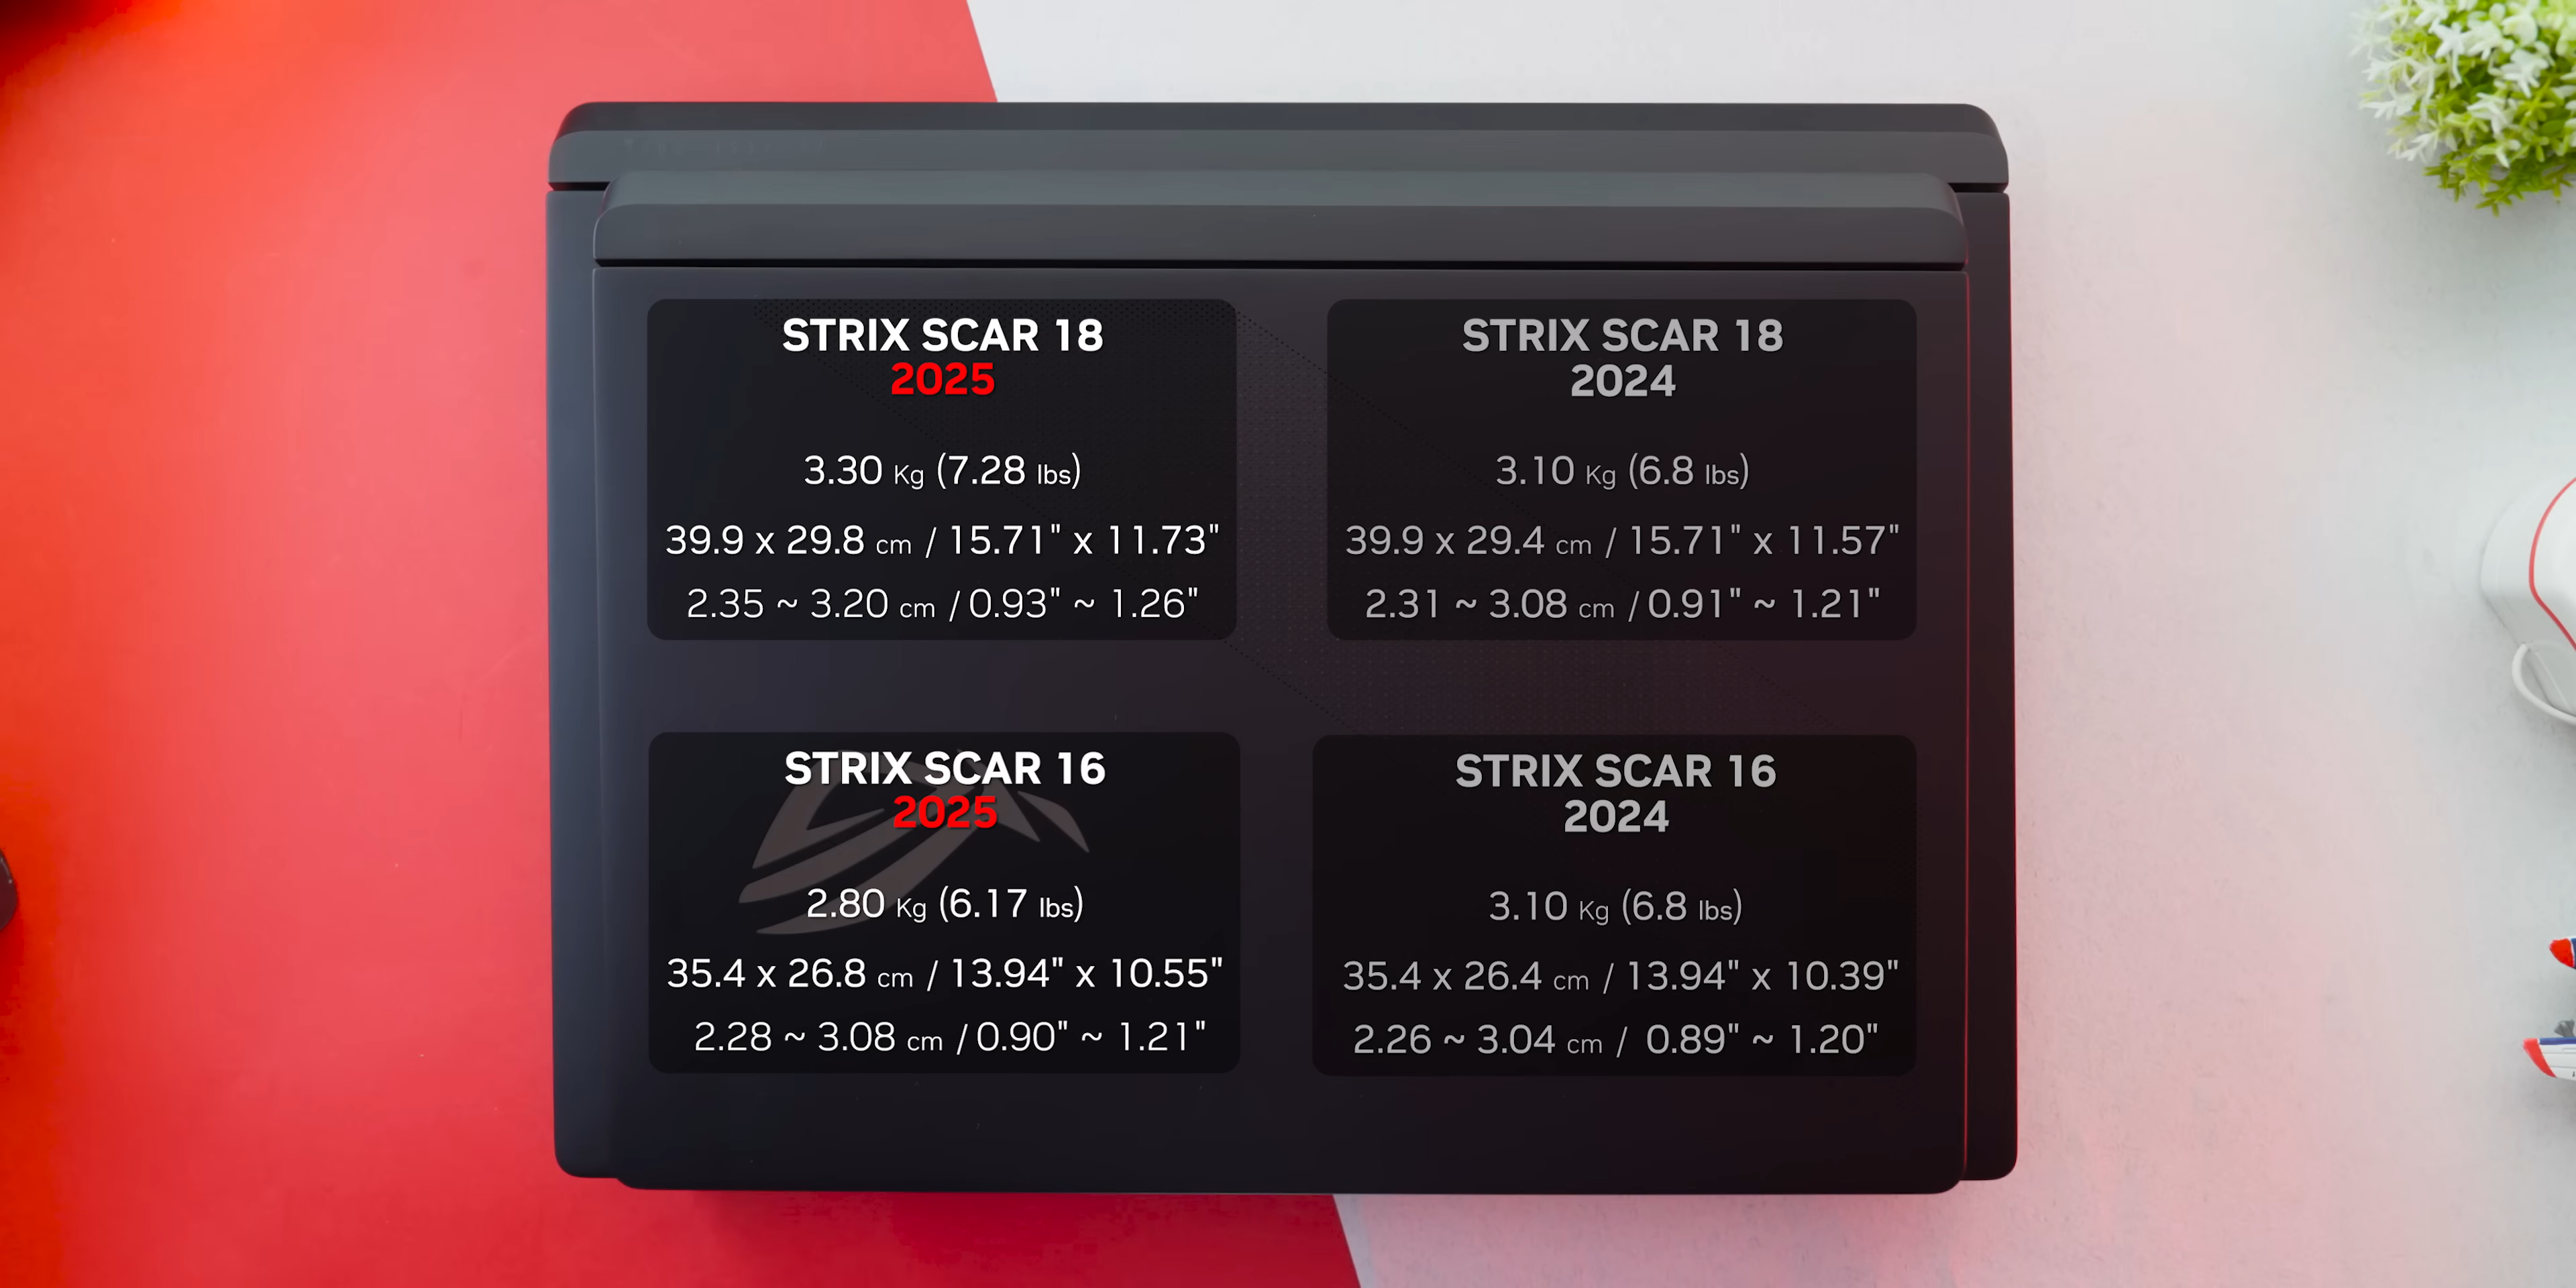 STRIX SCAR 18
2025
3.30 Kg (7.28 lbs)
39.9 x 29.8 cm / 15.71" x 11.73"
2.35 ~ 3.20 cm / 0.93" ~ 1.26"
STRIX SCAR 18
2024
3.10 Kg (6.8 lbs)
39.9 x 29.4 cm / 15.71" x 11.57"
2.31 ~ 3.08 cm / 0.91" ~ 1.21"
STRIX SCAR 16
2025
2.80 Kg (6.17 lbs)
35.4 x 26.8 cm / 13.94" x 10.55"
2.28 ~ 3.08 cm / 0.90" ~ 1.21"
STRIX SCAR 16
2024
3.10 Kg (6.8 lbs)
35.4 x 26.4 cm / 13.94" x 10.39"
2.26 ~ 3.04 cm / 0.89" ~ 1.20"